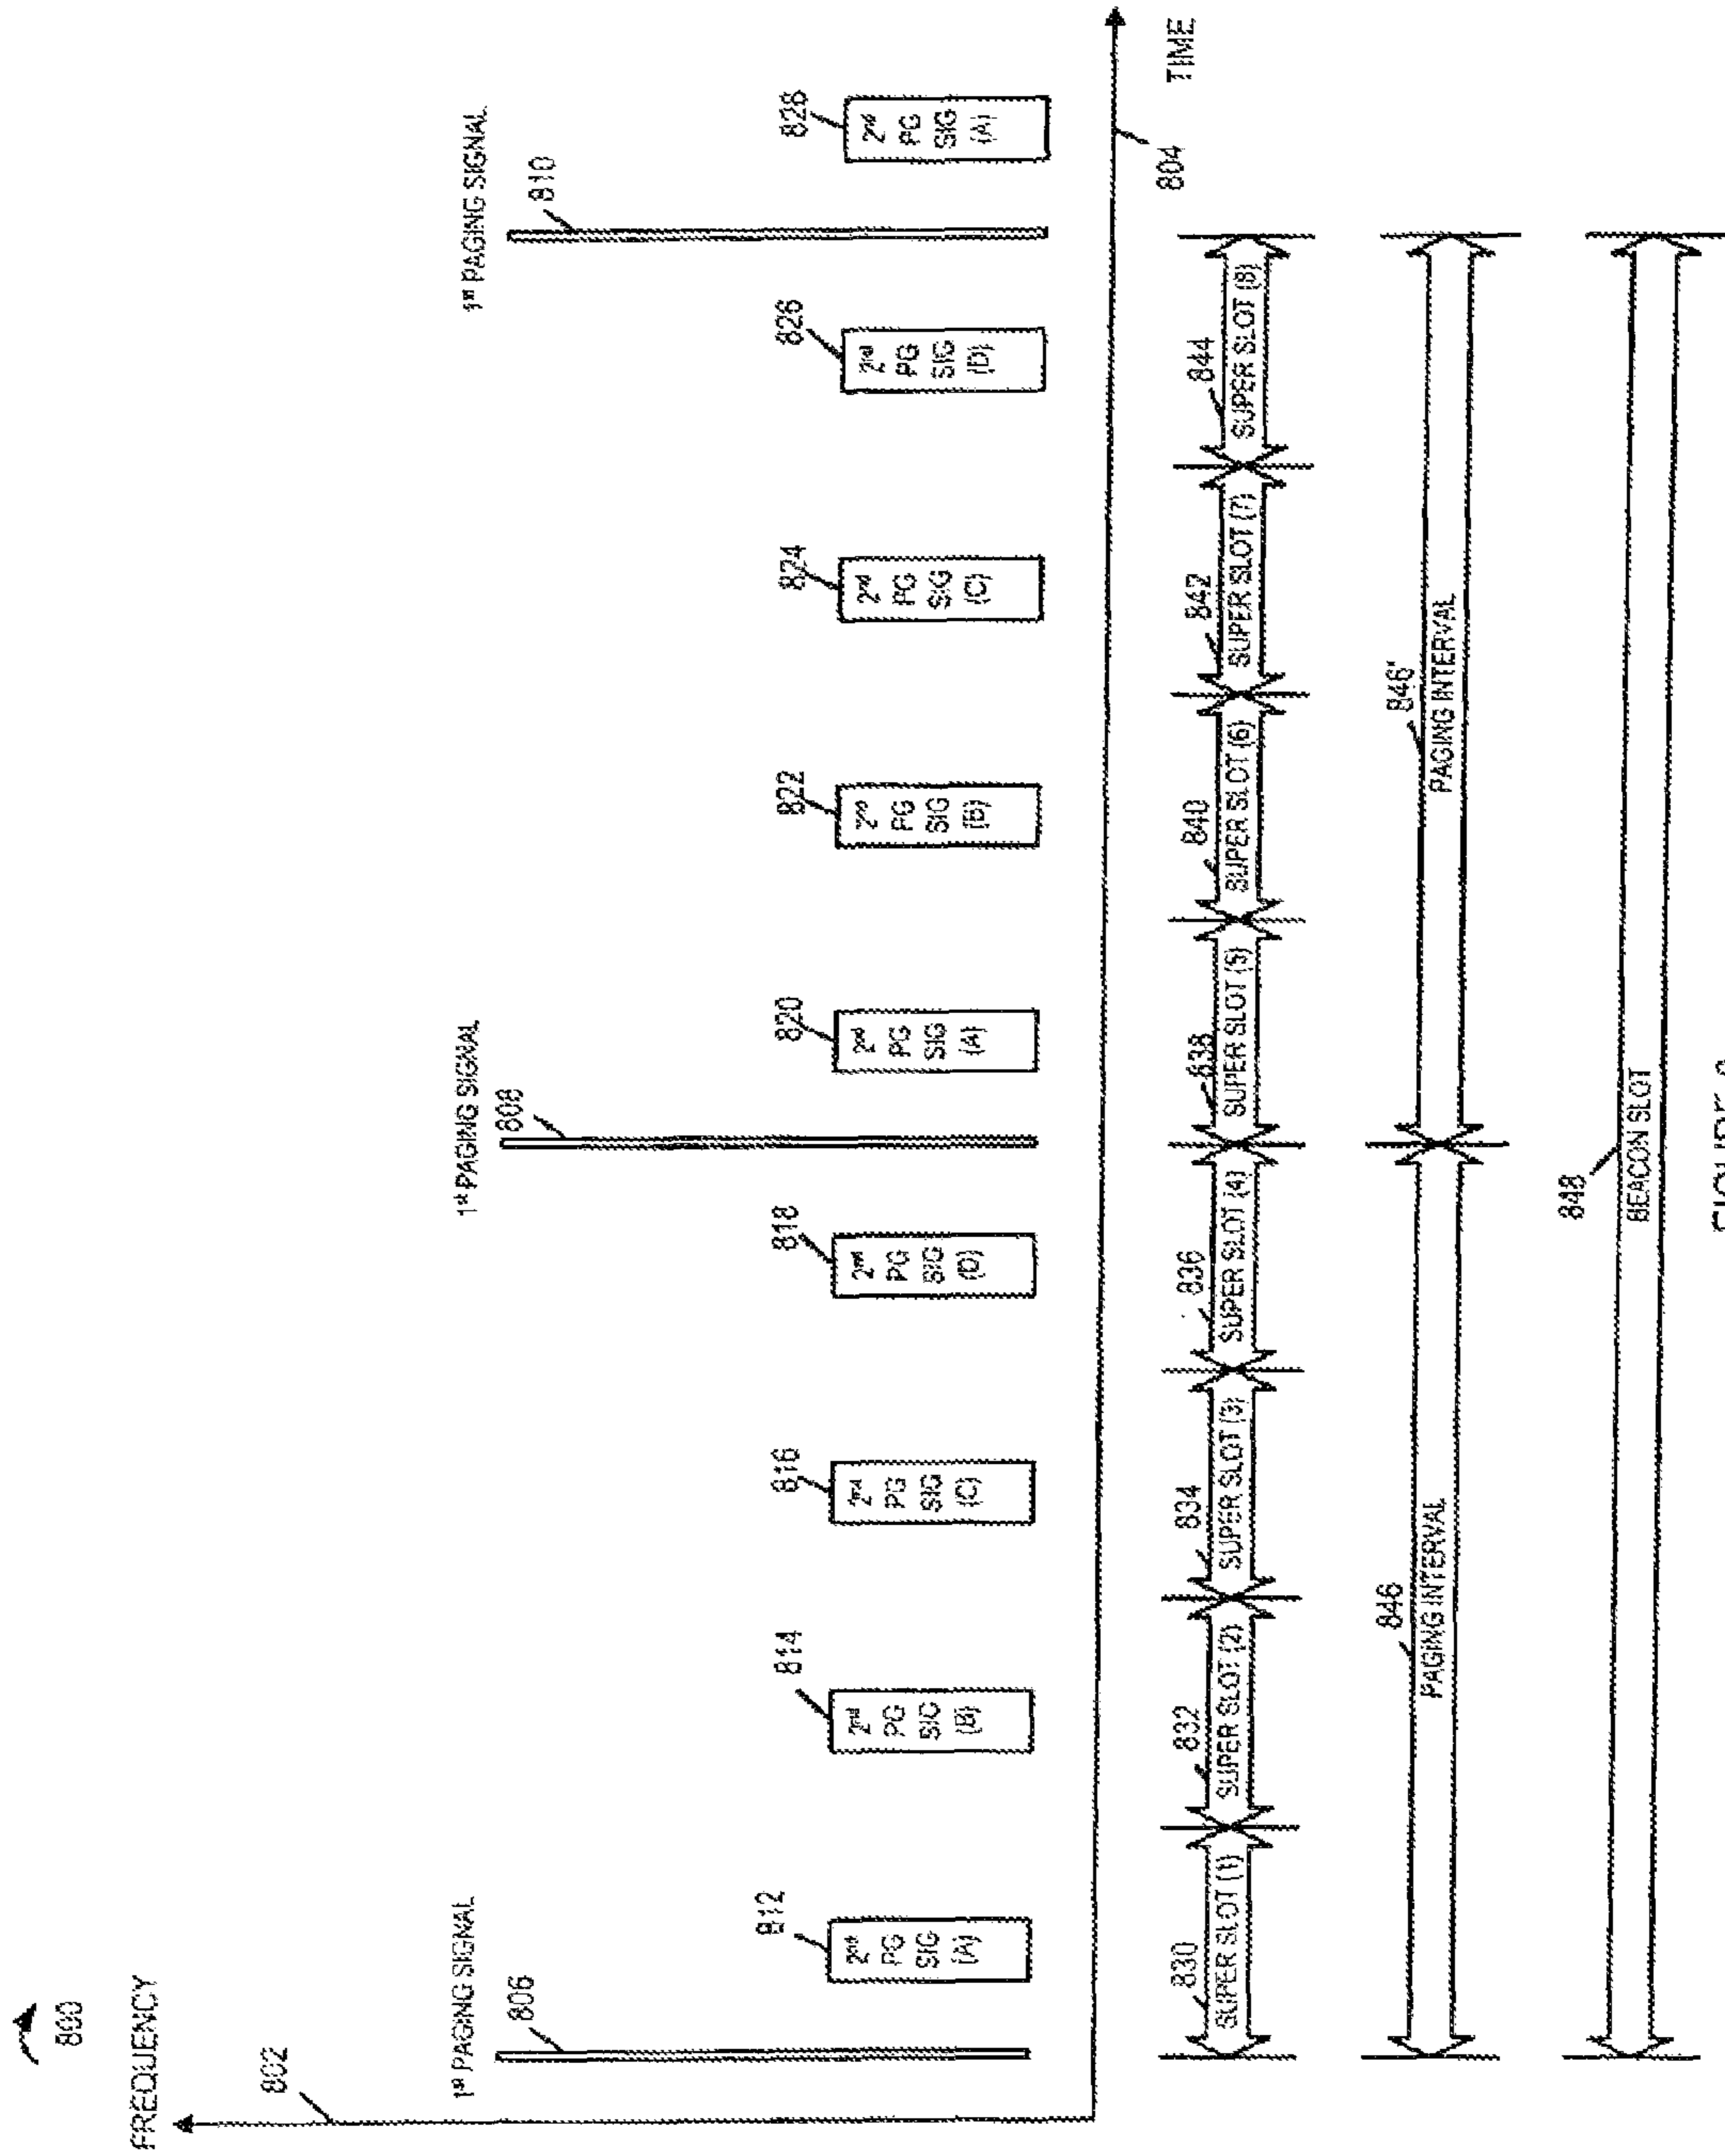 800
FREQUENCY
802
1st PAGING SIGNAL
806
1st PAGING SIGNAL
808
1st PAGING SIGNAL
810
812
2nd
PG
SIG
(A)
814
2nd
PG
SIG
(B)
816
2nd
PG
SIG
(C)
818
2nd
PG
SIG
(D)
820
2nd
PG
SIG
(A)
822
2nd
PG
SIG
(B)
824
2nd
PG
SIG
(C)
826
2nd
PG
SIG
(D)
828
2nd
PG
SIG
(A)
804
TIME
830
SUPER SLOT (1)
832
SUPER SLOT (2)
834
SUPER SLOT (3)
836
SUPER SLOT (4)
838
SUPER SLOT (5)
840
SUPER SLOT (6)
842
SUPER SLOT (7)
844
SUPER SLOT (8)
846
PAGING INTERVAL
846'
PAGING INTERVAL
848
BEACON SLOT